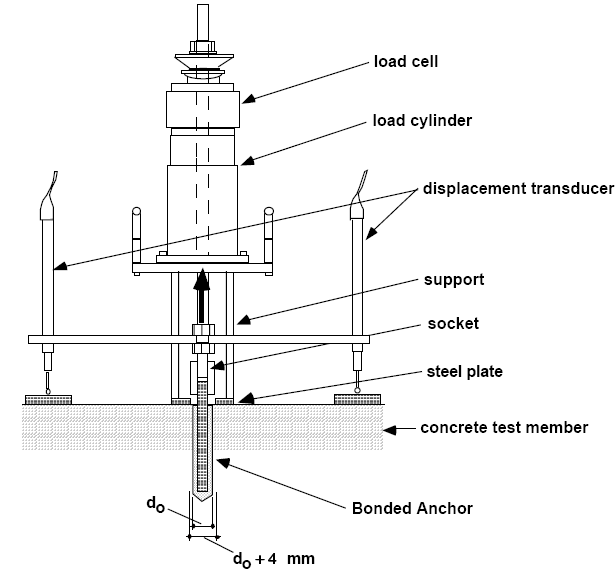 load cell
load cylinder
displacement transducer
support
socket
steel plate
concrete test member
Bonded Anchor
do
do + 4 mm